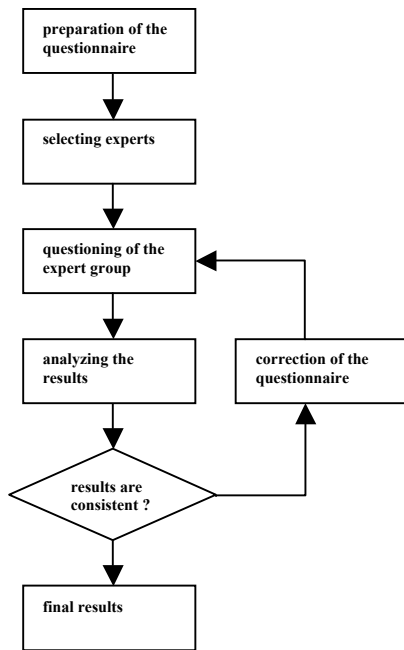 preparation of the
questionnaire
selecting experts
questioning of the
expert group
analyzing the
results
correction of the
questionnaire
results are
consistent ?
final results